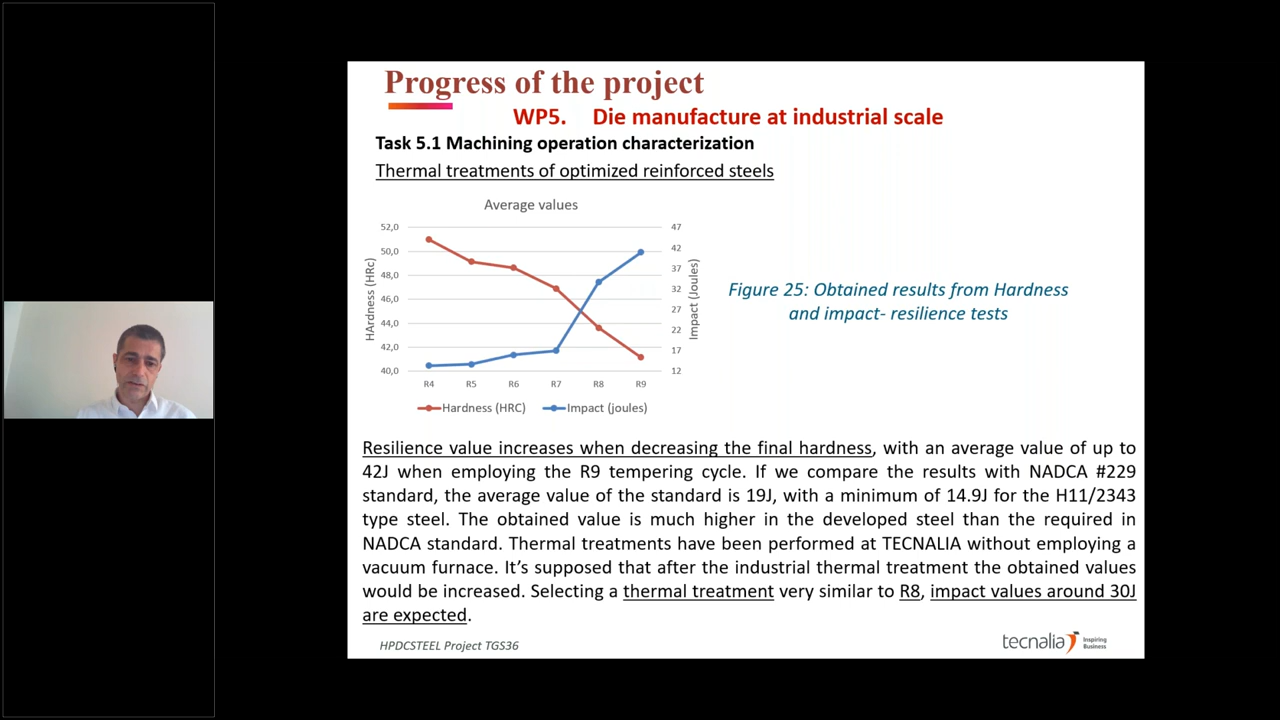 Progress of the project
WP5. Die manufacture at industrial scale
Task 5.1 Machining operation characterization
Thermal treatments of optimized reinforced steels
Average values
52,0
50,0
48,0
46,0
44,0
42,0
40,0
HArdness (HRc)
47
42
37
32
27
22
17
12
Impact (Joules)
R4 R5 R6 R7 R8 R9
Hardness (HRC) Impact (joules)
Figure 25: Obtained results from Hardness
and impact- resilience tests
Resilience value increases when decreasing the final hardness, with an average value of up to
42J when employing the R9 tempering cycle. If we compare the results with NADCA #229
standard, the average value of the standard is 19J, with a minimum of 14.9J for the H11/2343
type steel. The obtained value is much higher in the developed steel than the required in
NADCA standard. Thermal treatments have been performed at TECNALIA without employing a
vacuum furnace. It’s supposed that after the industrial thermal treatment the obtained values
would be increased. Selecting a thermal treatment very similar to R8, impact values around 30J
are expected.
HPDCSTEEL Project TGS36
tecnalia Inspiring
Business